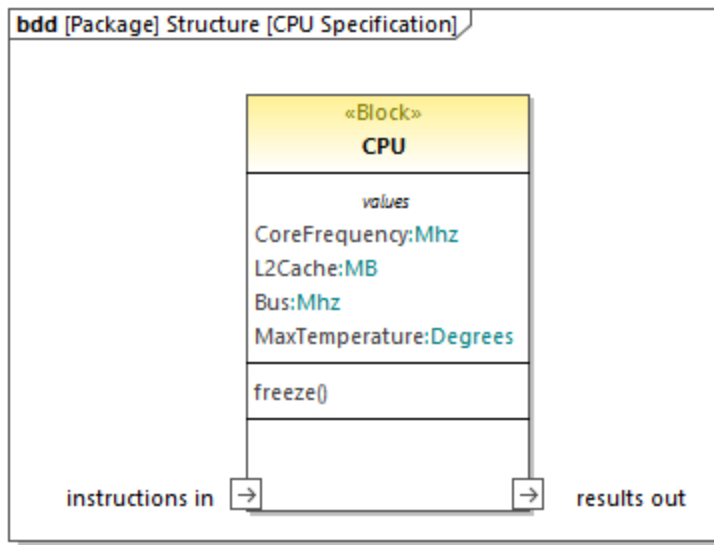 bdd [Package] Structure [CPU Specification]
«Block»
CPU
values
CoreFrequency:Mhz
L2Cache:MB
Bus:Mhz
MaxTemperature:Degrees
freeze()
instructions in
results out